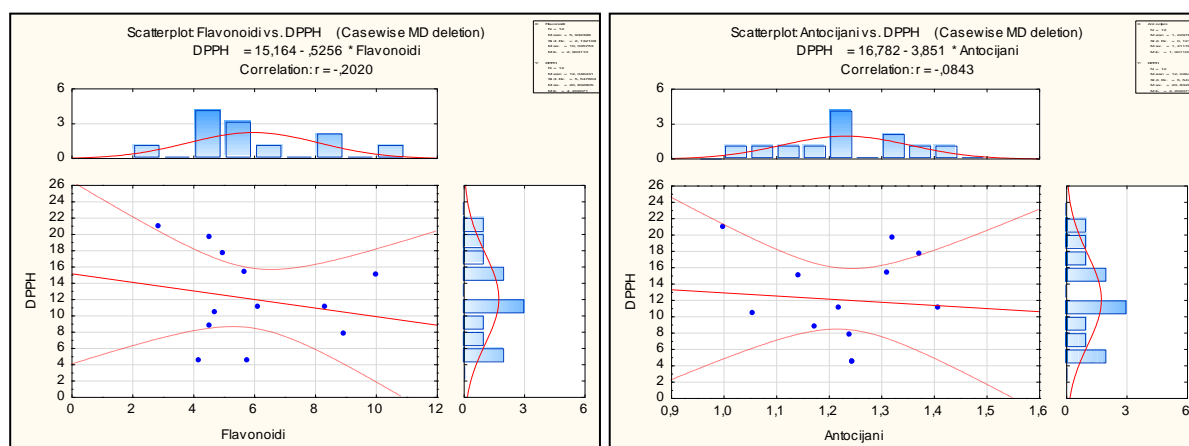 Scatterplot: Flavonoidi vs. DPPH (Casewise MD deletion)
DPPH = 15,164 - ,5256 * Flavonoidi
Correlation: r = -,2020
6
3
0
26
24
22
20
18
16
14
12
10
8
6
4
2
0
DPPH
0 2 4 6 8 10 12
Flavonoidi
0 3 6
Scatterplot: Antocijani vs. DPPH (Casewise MD deletion)
DPPH = 16,782 - 3,851 * Antocijani
Correlation: r = -,0843
6
3
0
26
24
22
20
18
16
14
12
10
8
6
4
2
0
DPPH
0,9 1,0 1,1 1,2 1,3 1,4 1,5 1,6
Antocijani
0 3 6